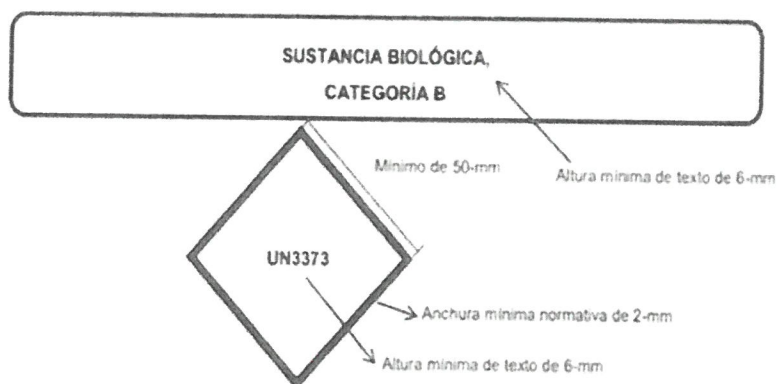 SUSTANCIA BIOLÓGICA,
CATEGORÍA B
Mínimo de 50-mm
Altura mínima de texto de 6-mm
UN3373
Anchura mínima normativa de 2-mm
Altura mínima de texto de 6-mm